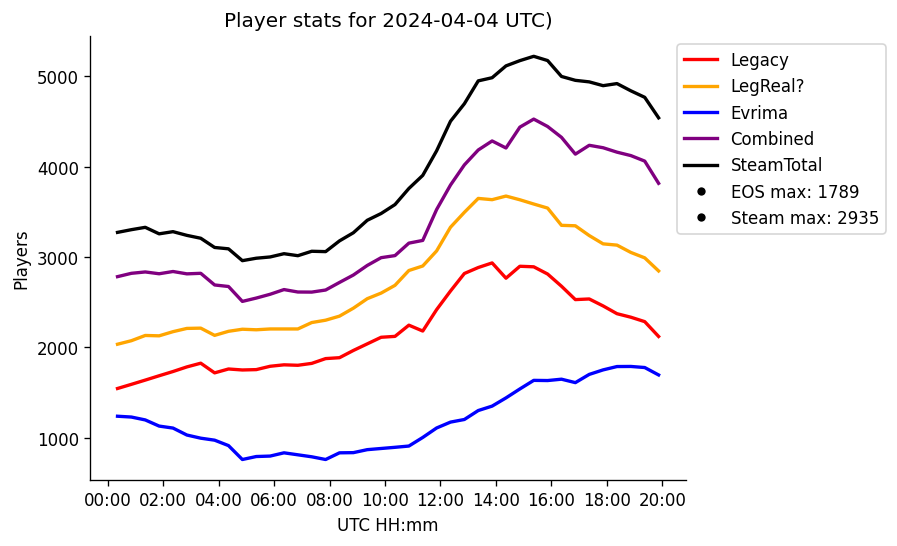 Player stats for 2024-04-04 UTC)
Legacy
LegReal?
Evrima
Combined
SteamTotal
EOS max: 1789
Steam max: 2935
Players
5000
4000
3000
2000
1000
00:00 02:00 04:00 06:00 08:00 10:00 12:00 14:00 16:00 18:00 20:00
UTC HH:mm